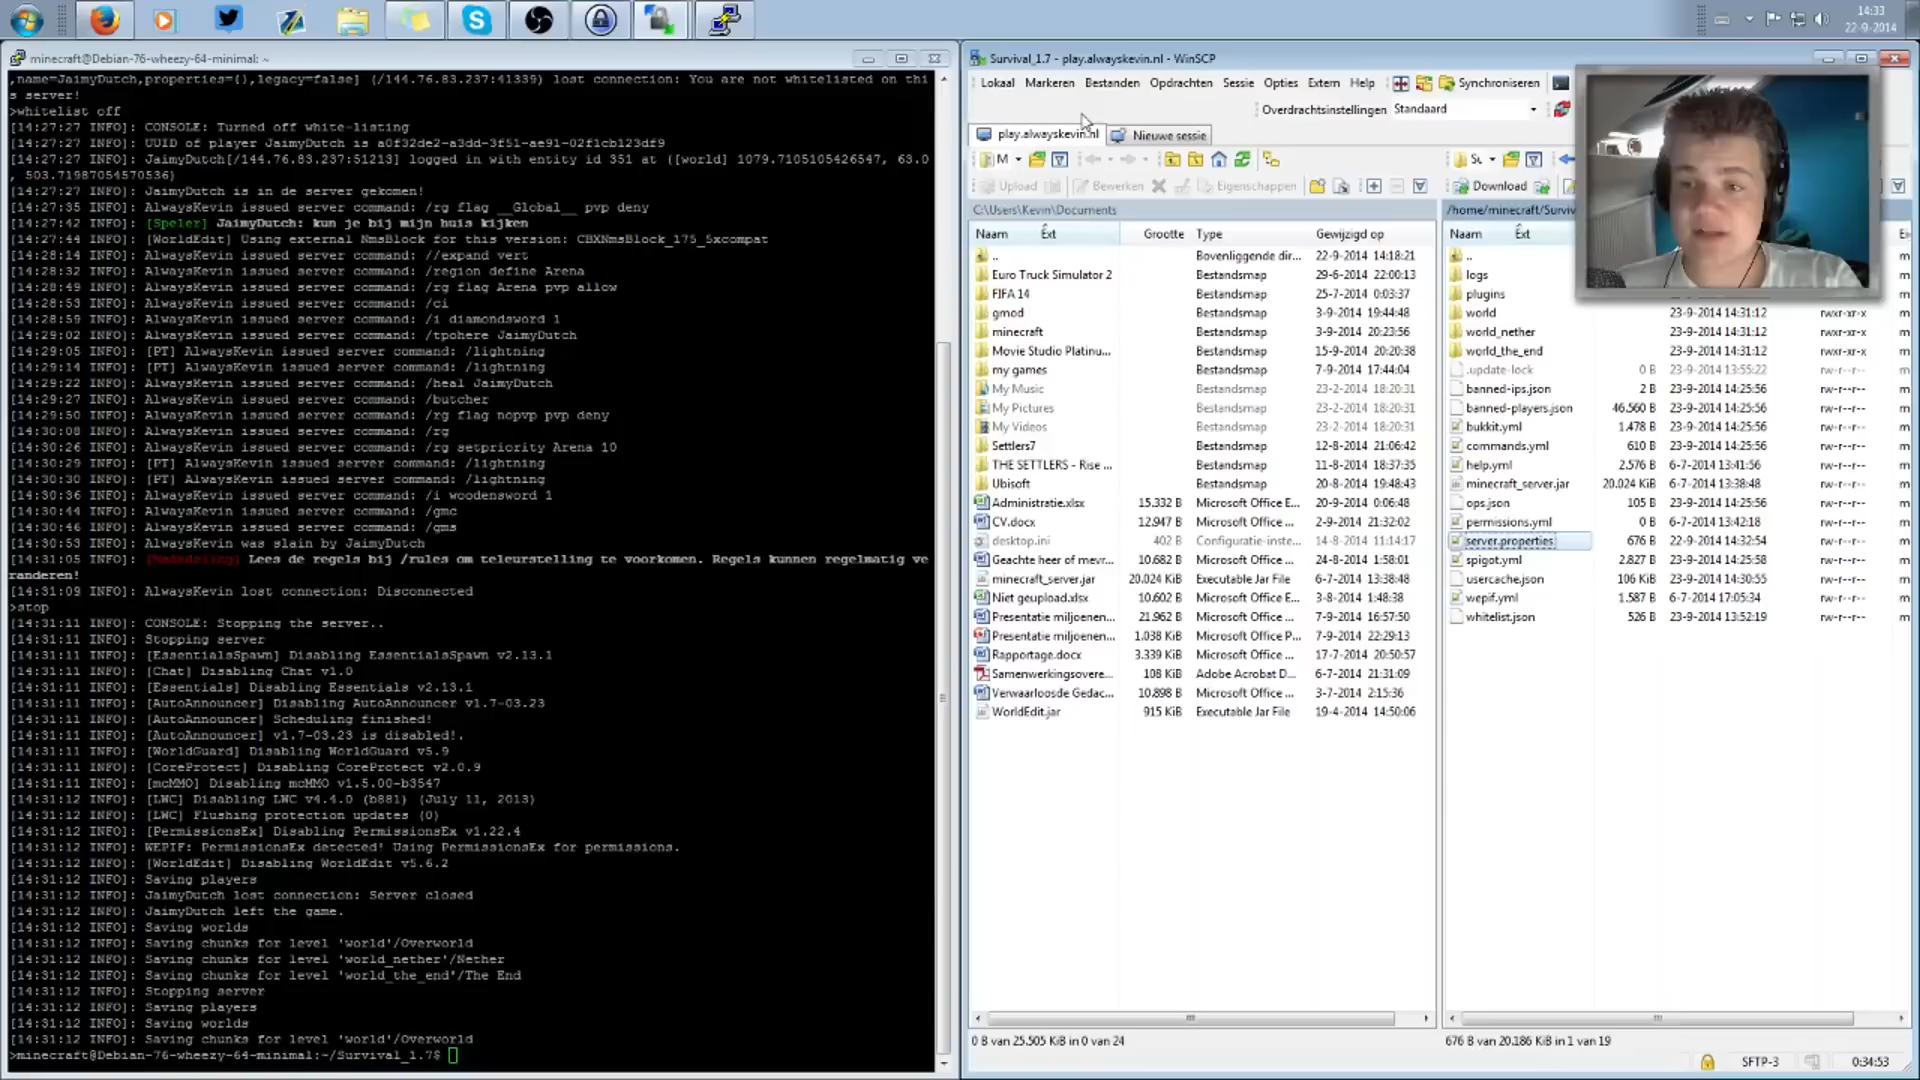 14:33
22-9-2014
minecraft@Debian-76-wheezy-64-minimal: ~
,name=JaimyDutch,properties={},legacy=false] (/144.76.83.237:41339) lost connection: You are not whitelisted on thi
s server!
>whitelist off
[14:27:27 INFO]: CONSOLE: Turned off white-listing
[14:27:27 INFO]: UUID of player JaimyDutch is a0f32de2-a3dd-3f51-ae91-02f1cb123df9
[14:27:27 INFO]: JaimyDutch[/144.76.83.237:51213] logged in with entity id 351 at ([world] 1079.7105105426547, 63.0
, 503.71987054570536)
[14:27:27 INFO]: JaimyDutch is in de server gekomen!
[14:27:35 INFO]: AlwaysKevin issued server command: /rg flag __Global__ pvp deny
[14:27:42 INFO]: [Speler] JaimyDutch: kun je bij mijn huis kijken
[14:27:44 INFO]: [WorldEdit] Using external NmsBlock for this version: CBXNmsBlock_175_5xcompat
[14:28:14 INFO]: AlwaysKevin issued server command: //expand vert
[14:28:32 INFO]: AlwaysKevin issued server command: /region define Arena
[14:28:49 INFO]: AlwaysKevin issued server command: /rg flag Arena pvp allow
[14:28:53 INFO]: AlwaysKevin issued server command: /ci
[14:28:59 INFO]: AlwaysKevin issued server command: /i diamondsword 1
[14:29:02 INFO]: AlwaysKevin issued server command: /tpohere JaimyDutch
[14:29:05 INFO]: [PT] AlwaysKevin issued server command: /lightning
[14:29:14 INFO]: [PT] AlwaysKevin issued server command: /lightning
[14:29:22 INFO]: AlwaysKevin issued server command: /heal JaimyDutch
[14:29:27 INFO]: AlwaysKevin issued server command: /butcher
[14:29:50 INFO]: AlwaysKevin issued server command: /rg flag nopvp pvp deny
[14:30:08 INFO]: AlwaysKevin issued server command: /rg
[14:30:26 INFO]: AlwaysKevin issued server command: /rg setpriority Arena 10
[14:30:29 INFO]: [PT] AlwaysKevin issued server command: /lightning
[14:30:30 INFO]: [PT] AlwaysKevin issued server command: /lightning
[14:30:36 INFO]: AlwaysKevin issued server command: /i woodensword 1
[14:30:44 INFO]: AlwaysKevin issued server command: /gmc
[14:30:46 INFO]: AlwaysKevin issued server command: /gms
[14:30:53 INFO]: AlwaysKevin was slain by JaimyDutch
[14:31:05 INFO]: [Mededeling] Lees de regels bij /rules om teleurstelling te voorkomen. Regels kunnen regelmatig ve
randeren!
[14:31:09 INFO]: AlwaysKevin lost connection: Disconnected
>stop
[14:31:11 INFO]: CONSOLE: Stopping the server..
[14:31:11 INFO]: Stopping server
[14:31:11 INFO]: [EssentialsSpawn] Disabling EssentialsSpawn v2.13.1
[14:31:11 INFO]: [Chat] Disabling Chat v1.0
[14:31:11 INFO]: [Essentials] Disabling Essentials v2.13.1
[14:31:11 INFO]: [AutoAnnouncer] Disabling AutoAnnouncer v1.7-03.23
[14:31:11 INFO]: [AutoAnnouncer] Scheduling finished!
[14:31:11 INFO]: [AutoAnnouncer] v1.7-03.23 is disabled!.
[14:31:11 INFO]: [WorldGuard] Disabling WorldGuard v5.9
[14:31:11 INFO]: [CoreProtect] Disabling CoreProtect v2.0.9
[14:31:11 INFO]: [mcMMO] Disabling mcMMO v1.5.00-b3547
[14:31:12 INFO]: [LWC] Disabling LWC v4.4.0 (b881) (July 11, 2013)
[14:31:12 INFO]: [LWC] Flushing protection updates (0)
[14:31:12 INFO]: [PermissionsEx] Disabling PermissionsEx v1.22.4
[14:31:12 INFO]: WEPIF: PermissionsEx detected! Using PermissionsEx for permissions.
[14:31:12 INFO]: [WorldEdit] Disabling WorldEdit v5.6.2
[14:31:12 INFO]: Saving players
[14:31:12 INFO]: JaimyDutch lost connection: Server closed
[14:31:12 INFO]: JaimyDutch left the game.
[14:31:12 INFO]: Saving worlds
[14:31:12 INFO]: Saving chunks for level 'world'/Overworld
[14:31:12 INFO]: Saving chunks for level 'world_nether'/Nether
[14:31:12 INFO]: Saving chunks for level 'world_the_end'/The End
[14:31:12 INFO]: Stopping server
[14:31:12 INFO]: Saving players
[14:31:12 INFO]: Saving worlds
[14:31:12 INFO]: Saving chunks for level 'world'/Overworld
>minecraft@Debian-76-wheezy-64-minimal:~/Survival_1.7$
Survival_1.7 - play.alwayskevin.nl - WinSCP
Lokaal Markeren Bestanden Opdrachten Sessie Opties Extern Help Synchroniseren
Overdrachtsinstellingen Standaard
play.alwayskevin.nl Nieuwe sessie
M
Upload Bewerken Eigenschappen
C:\Users\Kevin\Documents
Naam Ext Grootte Type Gewijzigd op
.. Bovenliggende dir... 22-9-2014 14:18:21
Euro Truck Simulator 2 Bestandsmap 29-6-2014 22:00:13
FIFA 14 Bestandsmap 25-7-2014 0:03:37
gmod Bestandsmap 3-9-2014 19:44:48
minecraft Bestandsmap 3-9-2014 20:23:56
Movie Studio Platinu... Bestandsmap 15-9-2014 20:20:38
my games Bestandsmap 7-9-2014 17:44:04
My Music Bestandsmap 23-2-2014 18:20:31
My Pictures Bestandsmap 23-2-2014 18:20:31
My Videos Bestandsmap 23-2-2014 18:20:31
Settlers7 Bestandsmap 12-8-2014 21:06:42
THE SETTLERS - Rise ... Bestandsmap 11-8-2014 18:37:35
Ubisoft Bestandsmap 20-8-2014 19:48:43
Administratie.xlsx 15.332 B Microsoft Office E... 20-9-2014 0:06:48
CV.docx 12.947 B Microsoft Office ... 2-9-2014 21:32:02
desktop.ini 402 B Configuratie-inste... 14-8-2014 11:14:17
Geachte heer of mevr... 10.682 B Microsoft Office ... 24-8-2014 1:58:01
minecraft_server.jar 20.024 KiB Executable Jar File 6-7-2014 13:38:48
Niet geupload.xlsx 10.602 B Microsoft Office E... 3-8-2014 1:48:38
Presentatie miljoenen... 21.962 B Microsoft Office ... 7-9-2014 16:57:50
Presentatie miljoenen... 1.038 KiB Microsoft Office P... 7-9-2014 22:29:13
Rapportage.docx 3.339 KiB Microsoft Office ... 17-7-2014 20:50:57
Samenwerkingsovere... 108 KiB Adobe Acrobat D... 6-7-2014 21:31:09
Verwaarloosde Gedac... 10.898 B Microsoft Office ... 3-7-2014 2:15:36
WorldEdit.jar 915 KiB Executable Jar File 19-4-2014 14:50:06
0 B van 25.505 KiB in 0 van 24
Su
Download
/home/minecraft/Surviv
Naam Ext
..
logs
plugins
world 23-9-2014 14:31:12 rwxr-xr-x
world_nether 23-9-2014 14:31:12 rwxr-xr-x
world_the_end 23-9-2014 14:31:12 rwxr-xr-x
.update-lock 0 B 23-9-2014 13:55:22 rw-r--r--
banned-ips.json 2 B 23-9-2014 14:25:56 rw-r--r--
banned-players.json 46.560 B 23-9-2014 14:25:56 rw-r--r--
bukkit.yml 1.478 B 23-9-2014 14:25:56 rw-r--r--
commands.yml 610 B 23-9-2014 14:25:56 rw-r--r--
help.yml 2.576 B 6-7-2014 13:41:56 rw-r--r--
minecraft_server.jar 20.024 KiB 6-7-2014 13:38:48 rw-r--r--
ops.json 105 B 23-9-2014 14:25:56 rw-r--r--
permissions.yml 0 B 6-7-2014 13:42:18 rw-r--r--
server.properties 676 B 22-9-2014 14:32:54 rw-r--r--
spigot.yml 2.827 B 23-9-2014 14:25:56 rw-r--r--
usercache.json 106 KiB 23-9-2014 14:30:55 rw-r--r--
wepif.yml 1.587 B 6-7-2014 17:05:34 rw-r--r--
whitelist.json 526 B 23-9-2014 13:52:19 rw-r--r--
676 B van 20.186 KiB in 1 van 19
SFTP-3 0:34:53